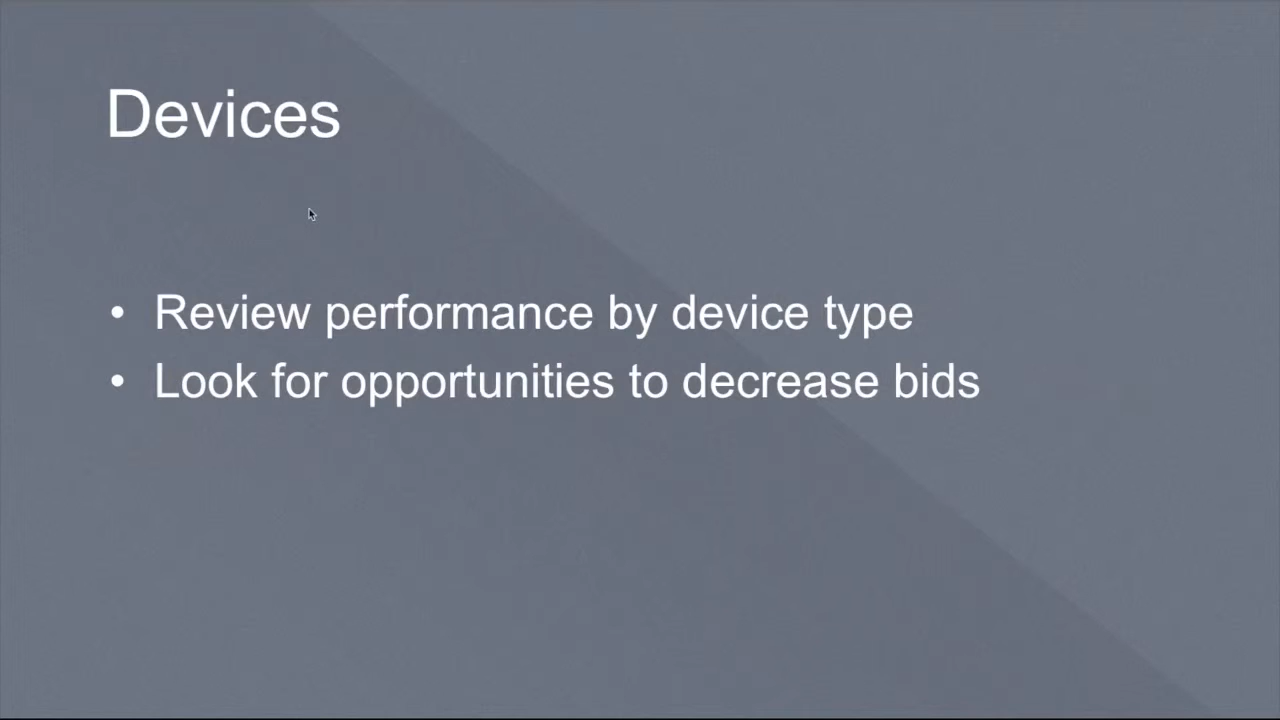 Devices
• Review performance by device type
• Look for opportunities to decrease bids